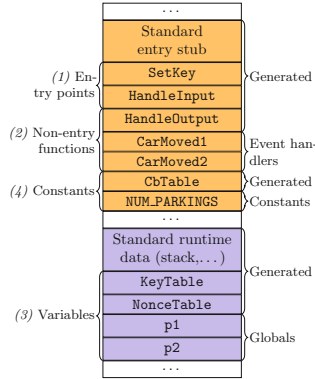 ...
Standard
entry stub
SetKey
(1) En-
try points
HandleInput
Generated
HandleOutput
(2) Non-entry
functions
CarMoved1
CarMoved2
Event han-
dlers
(4) Constants
CbTable
Generated
NUM_PARKINGS
Constants
...
Standard runtime
data (stack,...)
KeyTable
Generated
NonceTable
(3) Variables
p1
p2
Globals
...